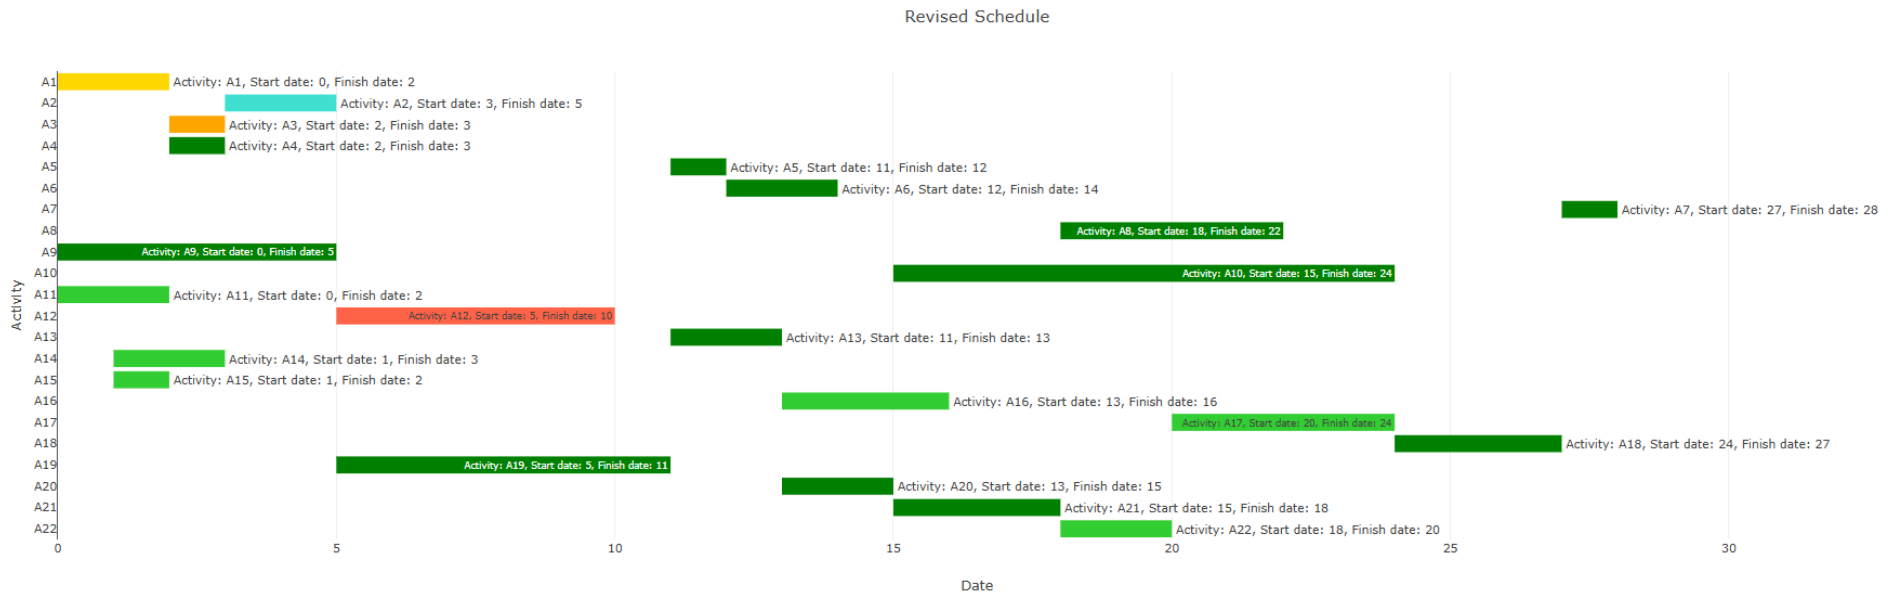 Revised Schedule
A1 Activity: A1, Start date: 0, Finish date: 2
A2 Activity: A2, Start date: 3, Finish date: 5
A3 Activity: A3, Start date: 2, Finish date: 3
A4 Activity: A4, Start date: 2, Finish date: 3
A5 Activity: A5, Start date: 11, Finish date: 12
A6 Activity: A6, Start date: 12, Finish date: 14
A7 Activity: A7, Start date: 27, Finish date: 28
A8 Activity: A8, Start date: 18, Finish date: 22
A9 Activity: A9, Start date: 0, Finish date: 5
A10 Activity: A10, Start date: 15, Finish date: 24
A11 Activity: A11, Start date: 0, Finish date: 2
A12 Activity: A12, Start date: 5, Finish date: 10
A13 Activity: A13, Start date: 11, Finish date: 13
A14 Activity: A14, Start date: 1, Finish date: 3
A15 Activity: A15, Start date: 1, Finish date: 2
A16 Activity: A16, Start date: 13, Finish date: 16
A17 Activity: A17, Start date: 20, Finish date: 24
A18 Activity: A18, Start date: 24, Finish date: 27
A19 Activity: A19, Start date: 5, Finish date: 11
A20 Activity: A20, Start date: 13, Finish date: 15
A21 Activity: A21, Start date: 15, Finish date: 18
A22 Activity: A22, Start date: 18, Finish date: 20
Activity
0 5 10 15 20 25 30
Date